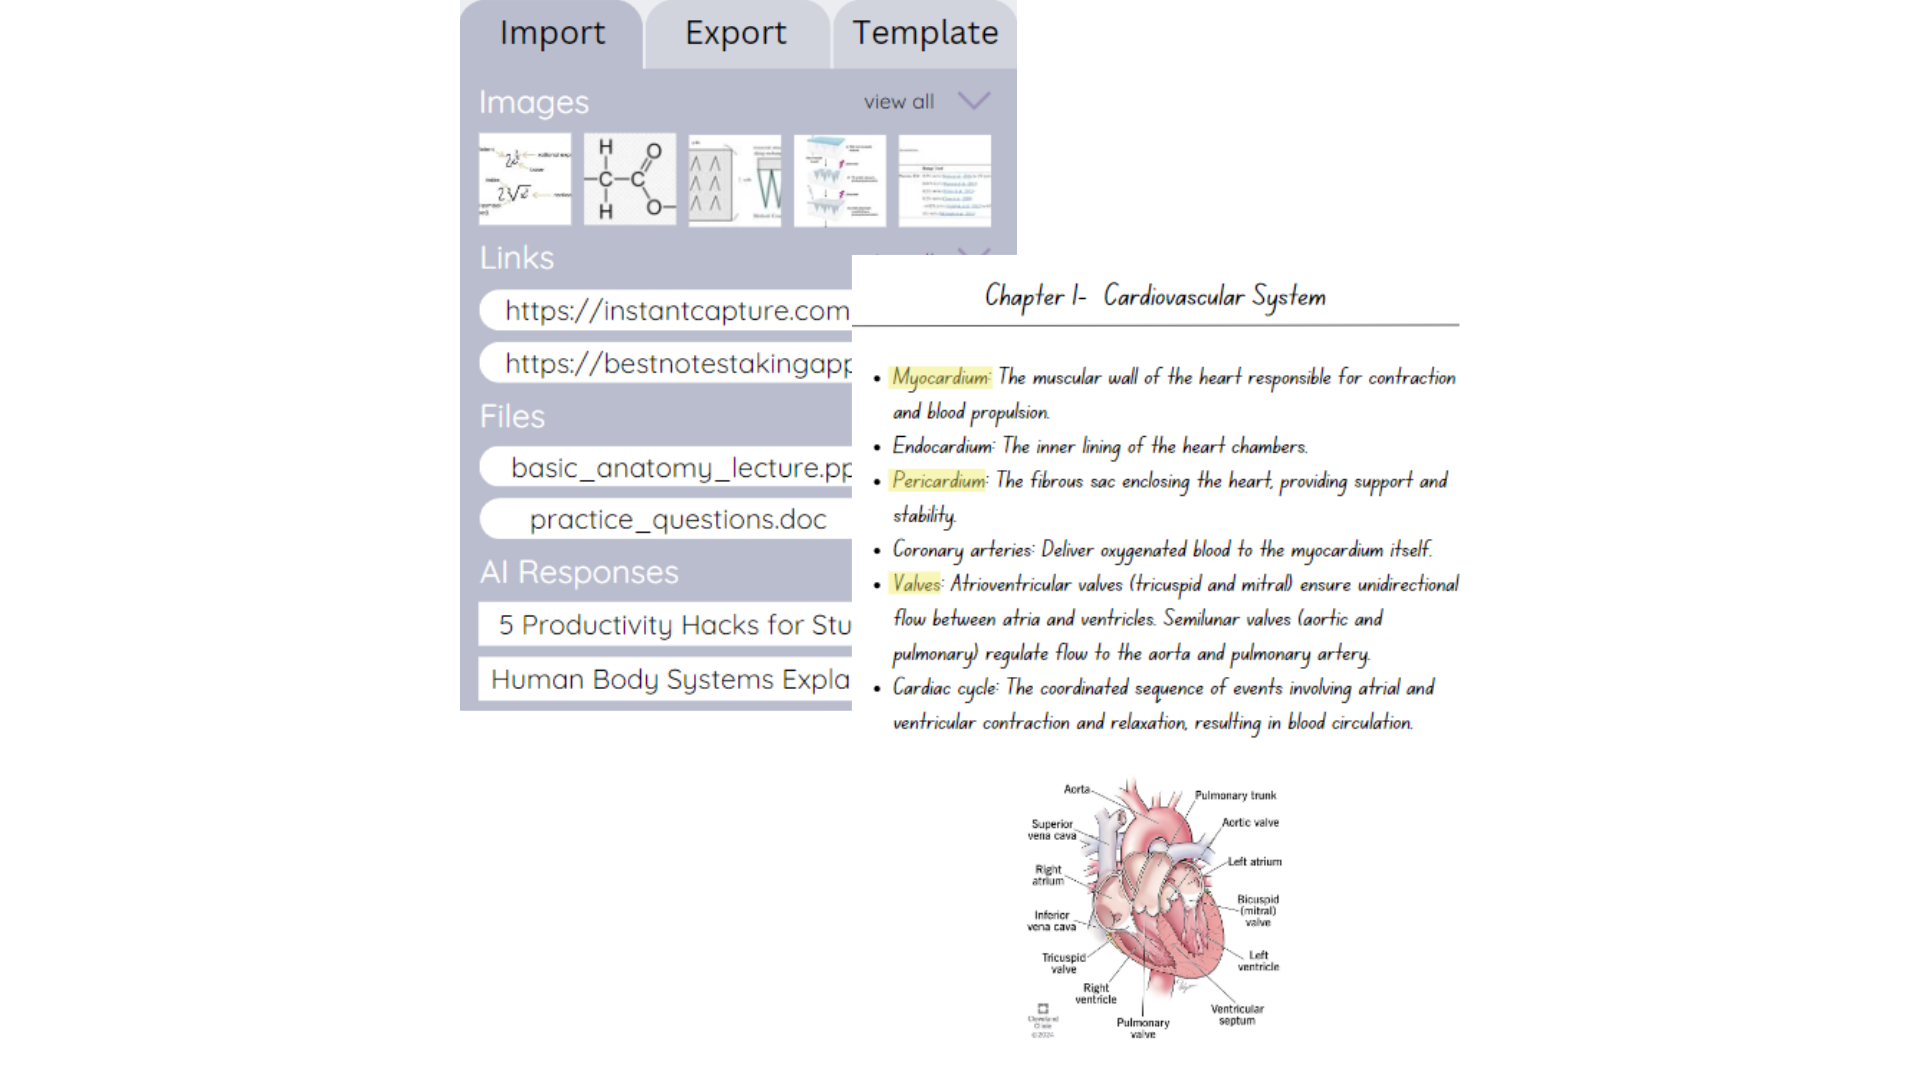 Import
Export
Template
Images
view all
H
O
C
C
H
O
Links
https://instantcapture.com
https://bestnotestakingapp
Files
basic_anatomy_lecture.pp
practice_questions.doc
AI Responses
5 Productivity Hacks for Stu
Human Body Systems Expla
Chapter 1- Cardiovascular System
• Myocardium: The muscular wall of the heart responsible for contraction
and blood propulsion.
• Endocardium: The inner lining of the heart chambers.
• Pericardium: The fibrous sac enclosing the heart, providing support and
stability.
• Coronary arteries: Deliver oxygenated blood to the myocardium itself.
• Valves: Atrioventricular valves (tricuspid and mitral) ensure unidirectional
flow between atria and ventricles. Semilunar valves (aortic and
pulmonary) regulate flow to the aorta and pulmonary artery.
• Cardiac cycle: The coordinated sequence of events involving atrial and
ventricular contraction and relaxation, resulting in blood circulation.
Aorta
Pulmonary trunk
Superior
vena cava
Aortic valve
Left atrium
Right
atrium
Bicuspid
(mitral)
valve
Inferior
vena cava
Left
ventricle
Tricuspid
valve
Right
ventricle
Ventricular
septum
Pulmonary
valve
Cleveland
Clinic
©2024